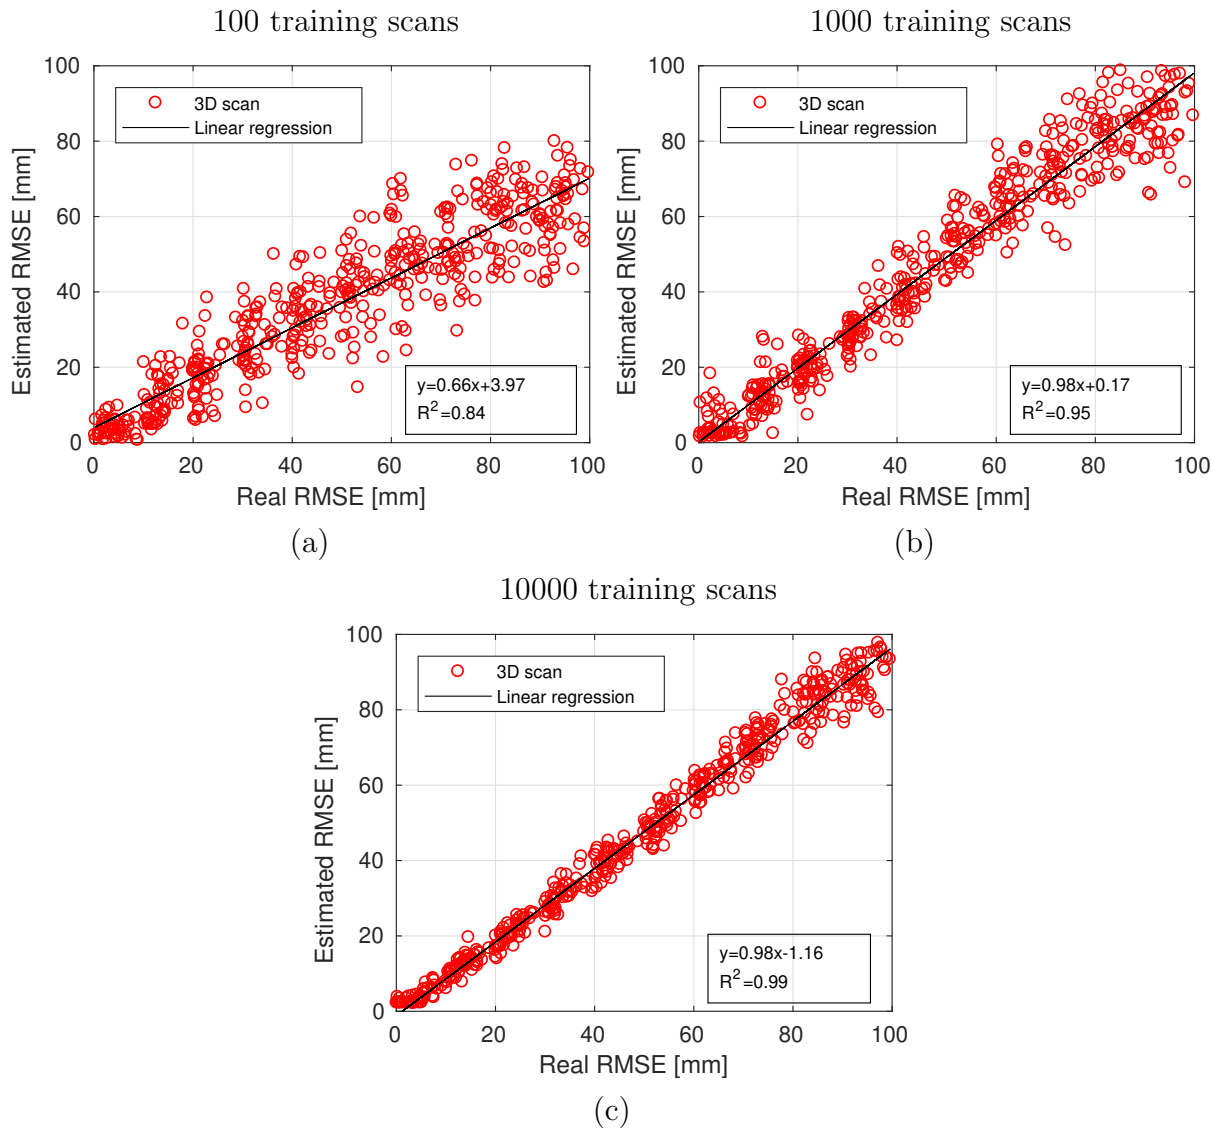 100 training scans
100
80
60
40
20
0
Estimated RMSE [mm]
3D scan
Linear regression
y=0.66x+3.97
R²=0.84
0 20 40 60 80 100
Real RMSE [mm]
(a)
1000 training scans
100
80
60
40
20
0
Estimated RMSE [mm]
3D scan
Linear regression
y=0.98x+0.17
R²=0.95
0 20 40 60 80 100
Real RMSE [mm]
(b)
10000 training scans
100
80
60
40
20
0
Estimated RMSE [mm]
3D scan
Linear regression
y=0.98x-1.16
R²=0.99
0 20 40 60 80 100
Real RMSE [mm]
(c)